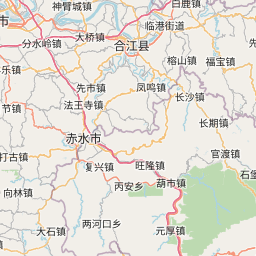 神臂城镇
白鹿镇
市
临港街道
大桥镇
分水岭镇
合江县
榕山镇
福宝镇
乐镇
先市镇
凤鸣镇
长沙镇
节镇
法王寺镇
长期镇
赤水市
官渡镇
打古镇
复兴镇
旺隆镇
石堡
丙安乡
葫市镇
向林镇
两河口乡
大石镇
元厚镇